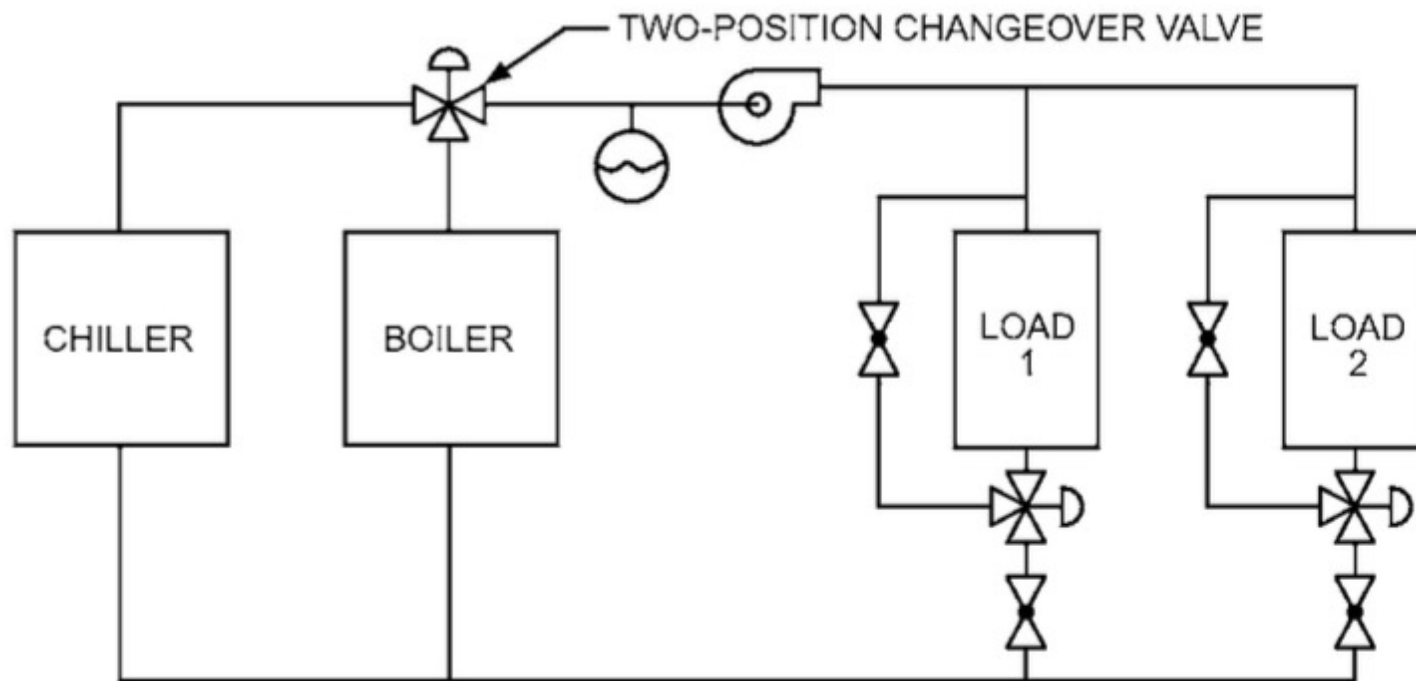 TWO-POSITION CHANGEOVER VALVE
CHILLER
BOILER
LOAD
1
LOAD
2